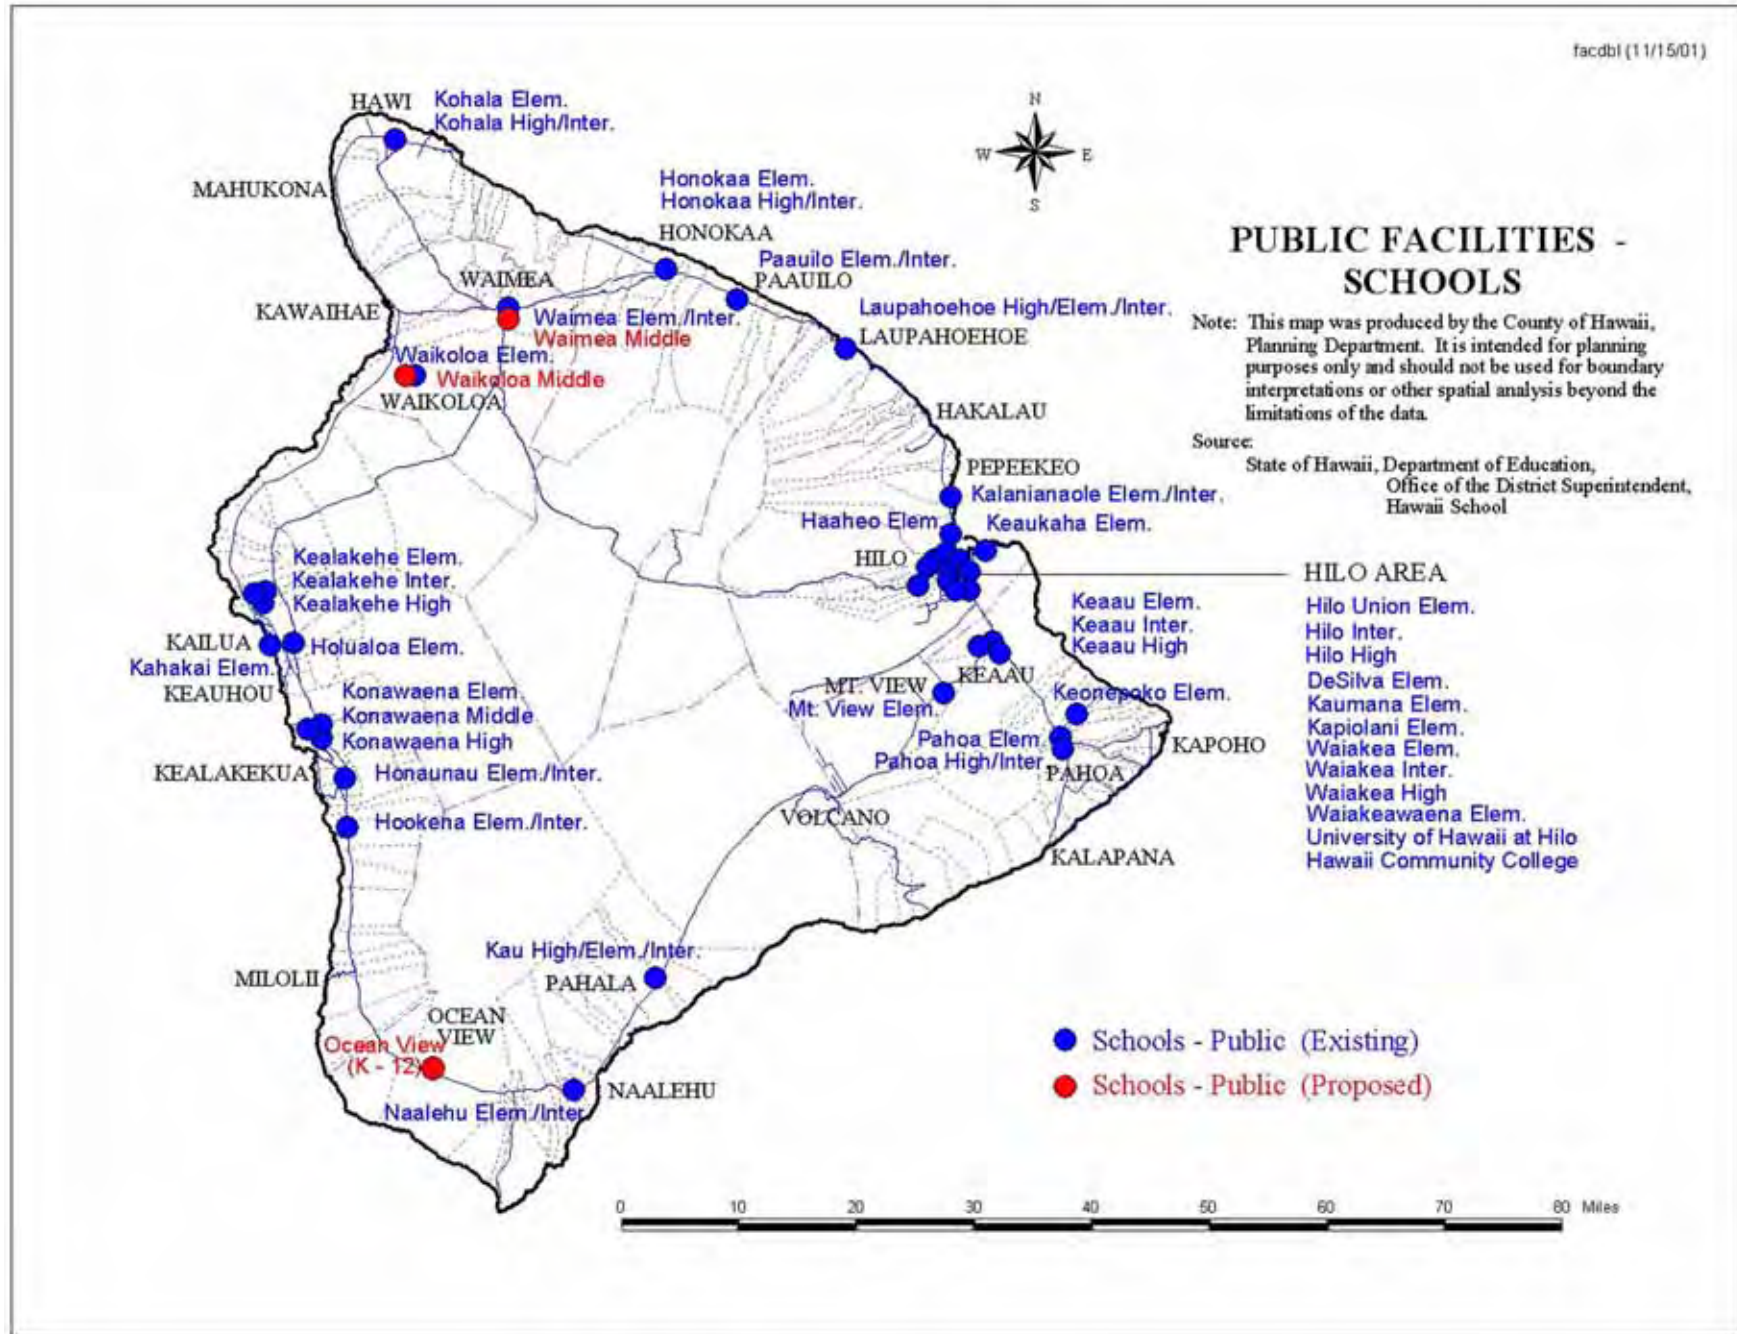 facdbl (11/15/01)
HAWI
Kohala Elem.
Kohala High/Inter.
N
W
E
S
MAHUKONA
Honokaa Elem.
Honokaa High/Inter.
HONOKAA
PUBLIC FACILITIES -
SCHOOLS
Paauilo Elem./Inter.
PAAUILO
WAIMEA
KAWAIHAE
Waimea Elem./Inter.
Waimea Middle
Laupahoehoe High/Elem./Inter.
LAUPAHOEHOE
Note: This map was produced by the County of Hawaii,
Planning Department. It is intended for planning
purposes only and should not be used for boundary
interpretations or other spatial analysis beyond the
limitations of the data.
Waikoloa Elem.
Waikoloa Middle
WAIKOLOA
HAKALAU
Source:
State of Hawaii, Department of Education,
Office of the District Superintendent,
Hawaii School
PEPEEKEO
Kalanianaole Elem./Inter.
Haaheo Elem.
Keaukaha Elem.
HILO
HILO AREA
Hilo Union Elem.
Hilo Inter.
Hilo High
DeSilva Elem.
Kaumana Elem.
Kapiolani Elem.
Waiakea Elem.
Waiakea Inter.
Waiakea High
Waiakeawaena Elem.
University of Hawaii at Hilo
Hawaii Community College
Kealakehe Elem.
Kealakehe Inter.
Kealakehe High
Keaau Elem.
Keaau Inter.
Keaau High
KEAAU
KAILUA
Holualoa Elem.
Kahakai Elem.
KEAUHOU
MT. VIEW
Mt. View Elem.
Keonepoko Elem.
Konawaena Elem.
Konawaena Middle
Konawaena High
Pahoa Elem.
Pahoa High/Inter.
PAHOA
KAPOHO
KEALAKEKUA
Honaunau Elem./Inter.
Hookena Elem./Inter.
VOLCANO
KALAPANA
Kau High/Elem./Inter.
PAHALA
MILOLII
OCEAN
VIEW
Ocean View
(K - 12)
NAALEHU
Naalehu Elem./Inter.
Schools - Public (Existing)
Schools - Public (Proposed)
0 10 20 30 40 50 60 70 80 Miles